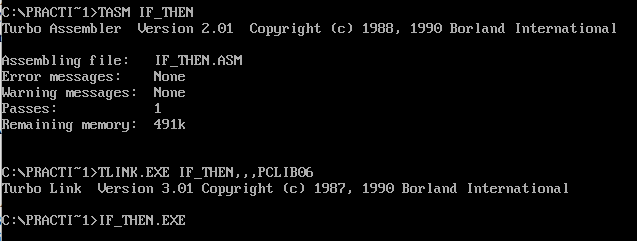 C:\PRACTI~1>TASM IF_THEN
Turbo Assembler  Version 2.01  Copyright (c) 1988, 1990 Borland International
Assembling file:   IF_THEN.ASM
Error messages:    None
Warning messages:  None
Passes:            1
Remaining memory:  491k
C:\PRACTI~1>TLINK.EXE IF_THEN,,,PCLIB06
Turbo Link  Version 3.01 Copyright (c) 1987, 1990 Borland International
C:\PRACTI~1>IF_THEN.EXE